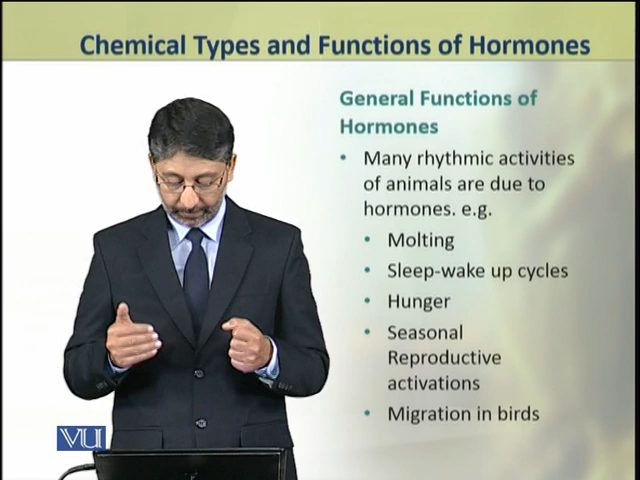 Chemical Types and Functions of Hormones
General Functions of
Hormones
• Many rhythmic activities
of animals are due to
hormones. e.g.
• Molting
• Sleep-wake up cycles
• Hunger
• Seasonal
Reproductive
activations
• Migration in birds
VU